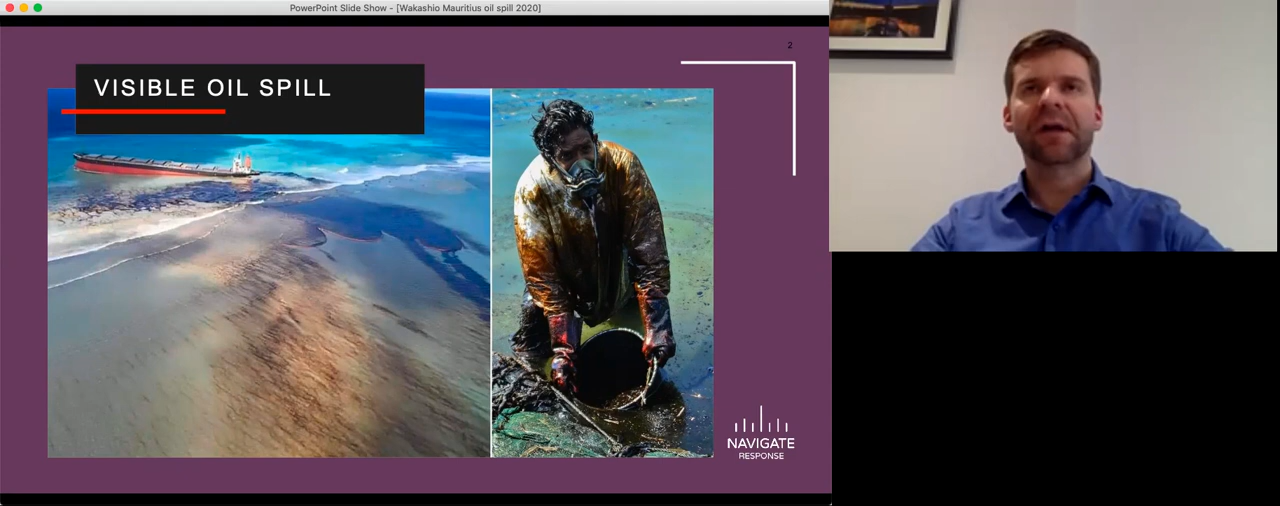 PowerPoint Slide Show - [Wakashio Mauritius oil spill 2020]
2
VISIBLE OIL SPILL
NAVIGATE
RESPONSE